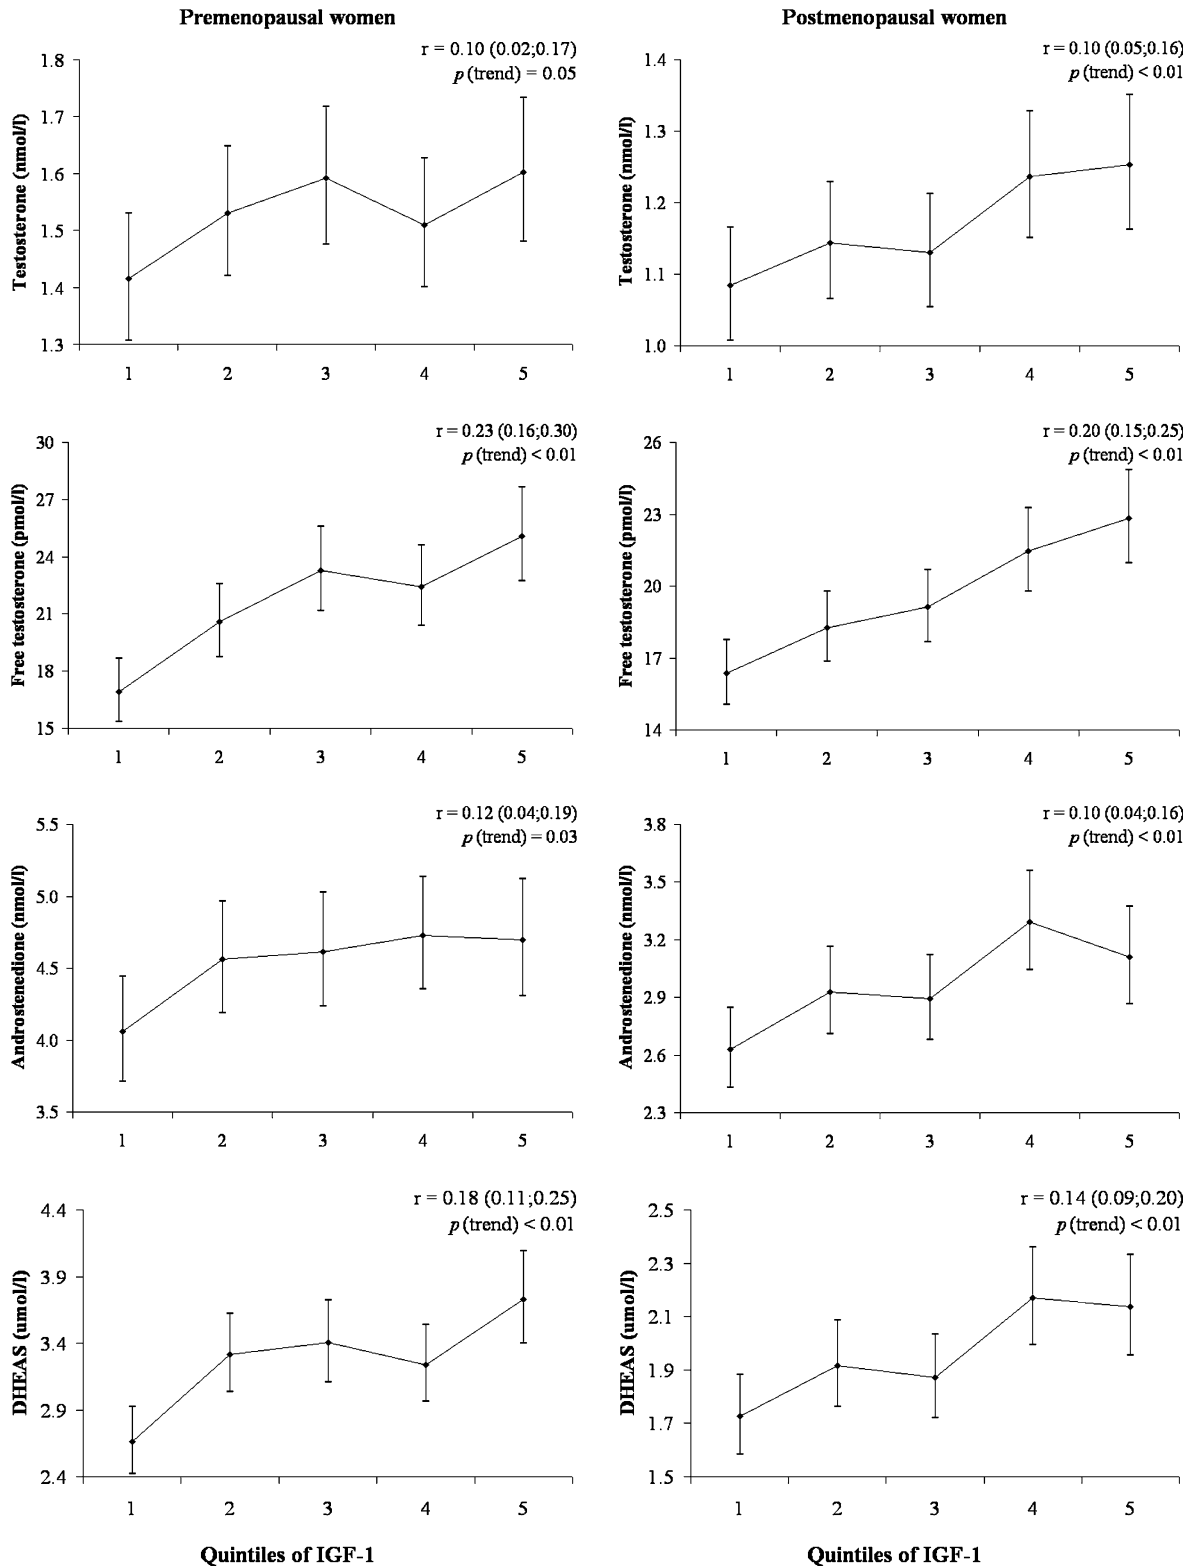 Premenopausal women
Postmenopausal women
r = 0.10 (0.02;0.17)
p (trend) = 0.05
Testosterone (nmol/l)
1.8
1.7
1.6
1.5
1.4
1.3
1 2 3 4 5
r = 0.10 (0.05;0.16)
p (trend) < 0.01
Testosterone (nmol/l)
1.4
1.3
1.2
1.1
1.0
1 2 3 4 5
r = 0.23 (0.16;0.30)
p (trend) < 0.01
Free testosterone (pmol/l)
30
27
24
21
18
15
1 2 3 4 5
r = 0.20 (0.15;0.25)
p (trend) < 0.01
Free testosterone (pmol/l)
26
23
20
17
14
1 2 3 4 5
r = 0.12 (0.04;0.19)
p (trend) = 0.03
Androstenedione (nmol/l)
5.5
5.0
4.5
4.0
3.5
1 2 3 4 5
r = 0.10 (0.04;0.16)
p (trend) < 0.01
Androstenedione (nmol/l)
3.8
3.5
3.2
2.9
2.6
2.3
1 2 3 4 5
r = 0.18 (0.11;0.25)
p (trend) < 0.01
DHEAS (umol/l)
4.4
3.9
3.4
2.9
2.4
1 2 3 4 5
Quintiles of IGF-1
r = 0.14 (0.09;0.20)
p (trend) < 0.01
DHEAS (umol/l)
2.5
2.3
2.1
1.9
1.7
1.5
1 2 3 4 5
Quintiles of IGF-1